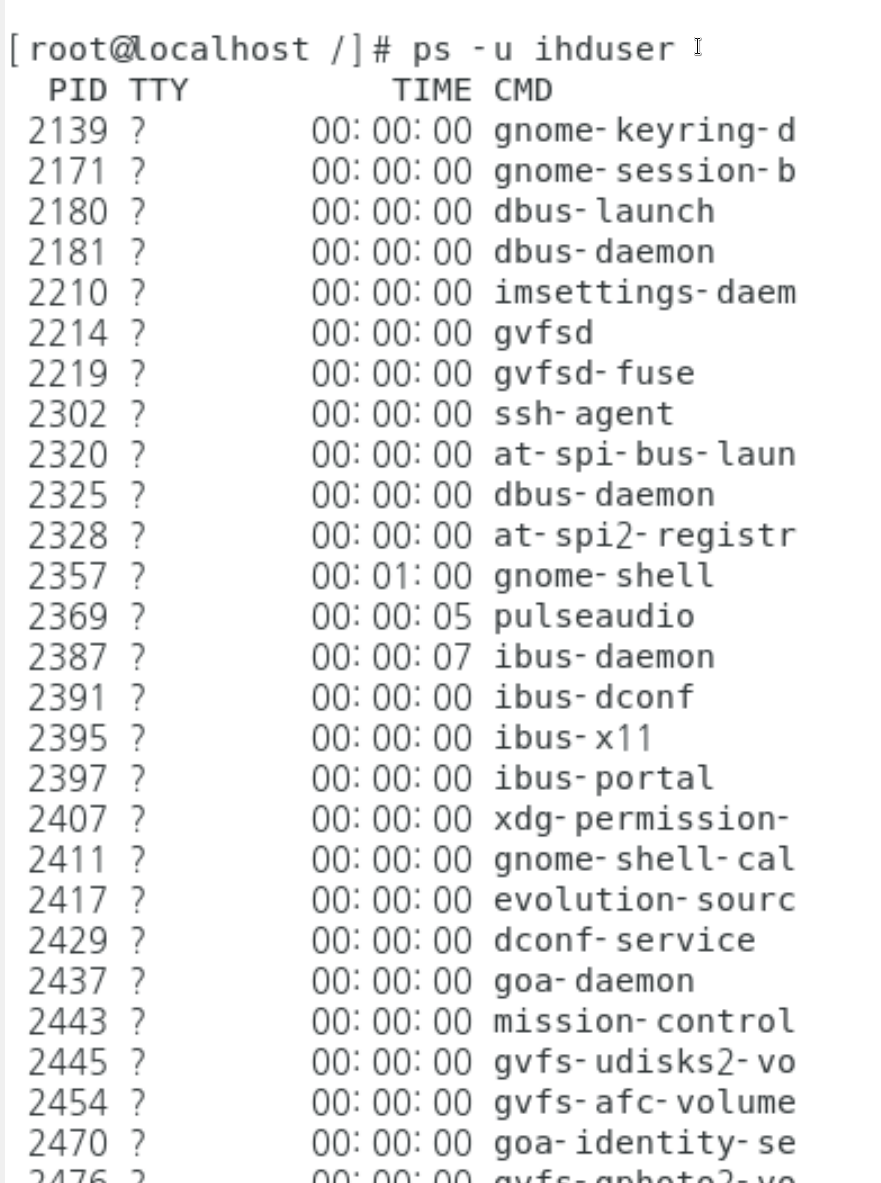 [root@localhost /]# ps -u ihduser
PID TTY TIME CMD
2139 ? 00:00:00 gnome-keyring-d
2171 ? 00:00:00 gnome-session-b
2180 ? 00:00:00 dbus-launch
2181 ? 00:00:00 dbus-daemon
2210 ? 00:00:00 imsettings-daem
2214 ? 00:00:00 gvfsd
2219 ? 00:00:00 gvfsd-fuse
2302 ? 00:00:00 ssh-agent
2320 ? 00:00:00 at-spi-bus-laun
2325 ? 00:00:00 dbus-daemon
2328 ? 00:00:00 at-spi2-registr
2357 ? 00:01:00 gnome-shell
2369 ? 00:00:05 pulseaudio
2387 ? 00:00:07 ibus-daemon
2391 ? 00:00:00 ibus-dconf
2395 ? 00:00:00 ibus-x11
2397 ? 00:00:00 ibus-portal
2407 ? 00:00:00 xdg-permission-
2411 ? 00:00:00 gnome-shell-cal
2417 ? 00:00:00 evolution-sourc
2429 ? 00:00:00 dconf-service
2437 ? 00:00:00 goa-daemon
2443 ? 00:00:00 mission-control
2445 ? 00:00:00 gvfs-udisks2-vo
2454 ? 00:00:00 gvfs-afc-volume
2470 ? 00:00:00 goa-identity-se
2476 ? 00:00:00 gvfs-gphoto2-vo